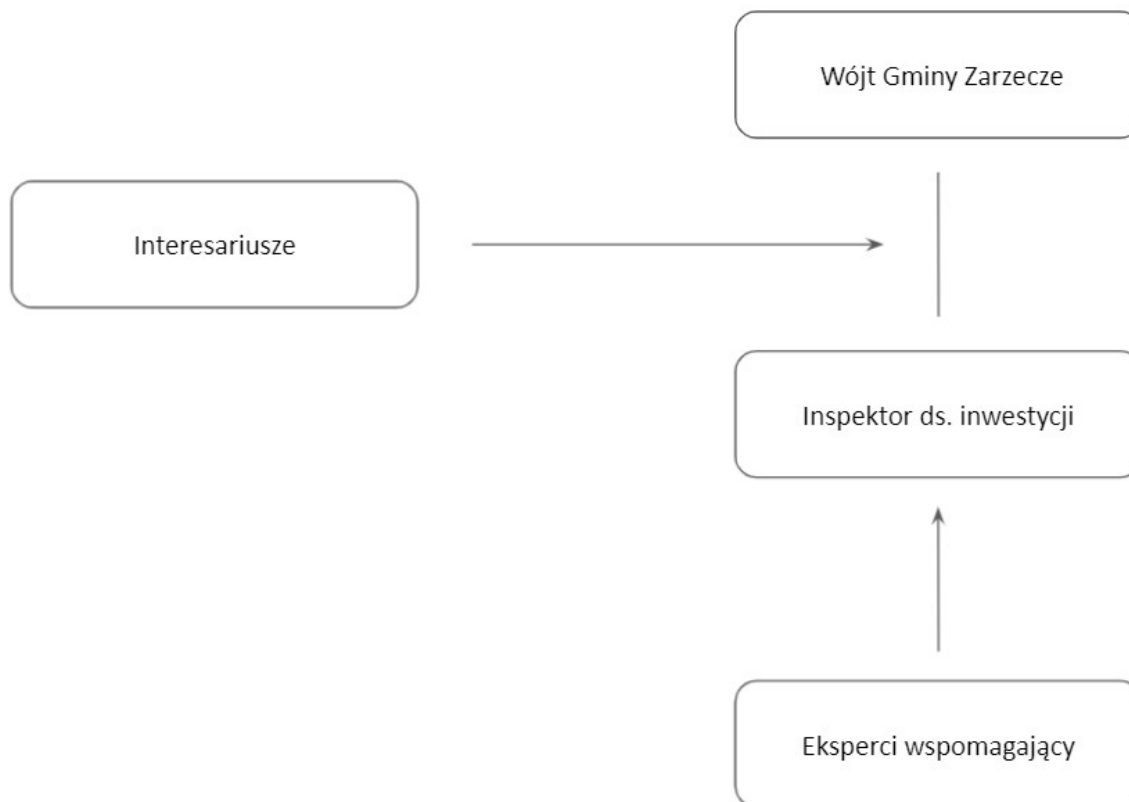 Wójt Gminy Zarzecze
Interesariusze
Inspektor ds. inwestycji
Eksperci wspomagający